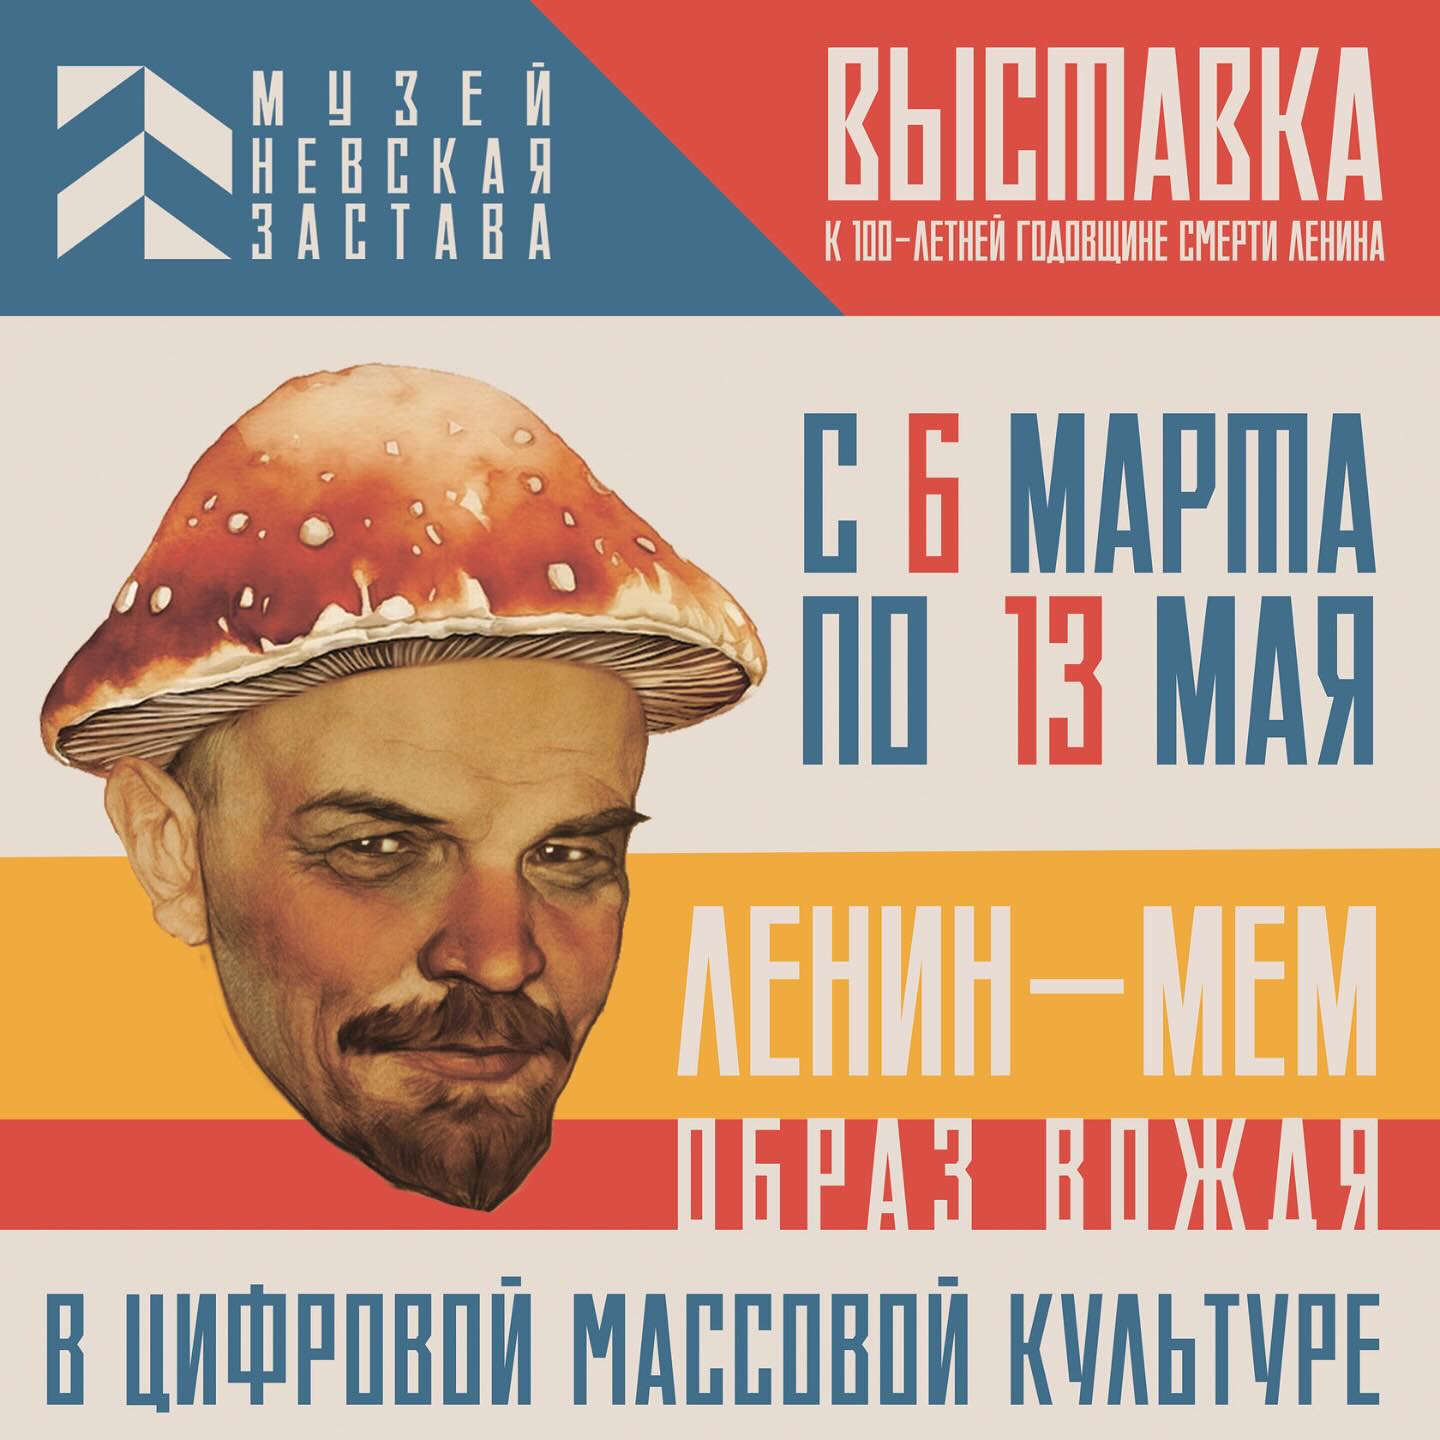 МУЗЕЙ
НЕВСКАЯ
ЗАСТАВА
ВЫСТАВКА
К 100-ЛЕТНЕЙ ГОДОВЩИНЕ СМЕРТИ ЛЕНИНА
С 6 МАРТА
ПО 13 МАЯ
ЛЕНИН—МЕМ
ОБРАЗ ВОЖДЯ
В ЦИФРОВОЙ МАССОВОЙ КУЛЬТУРЕ